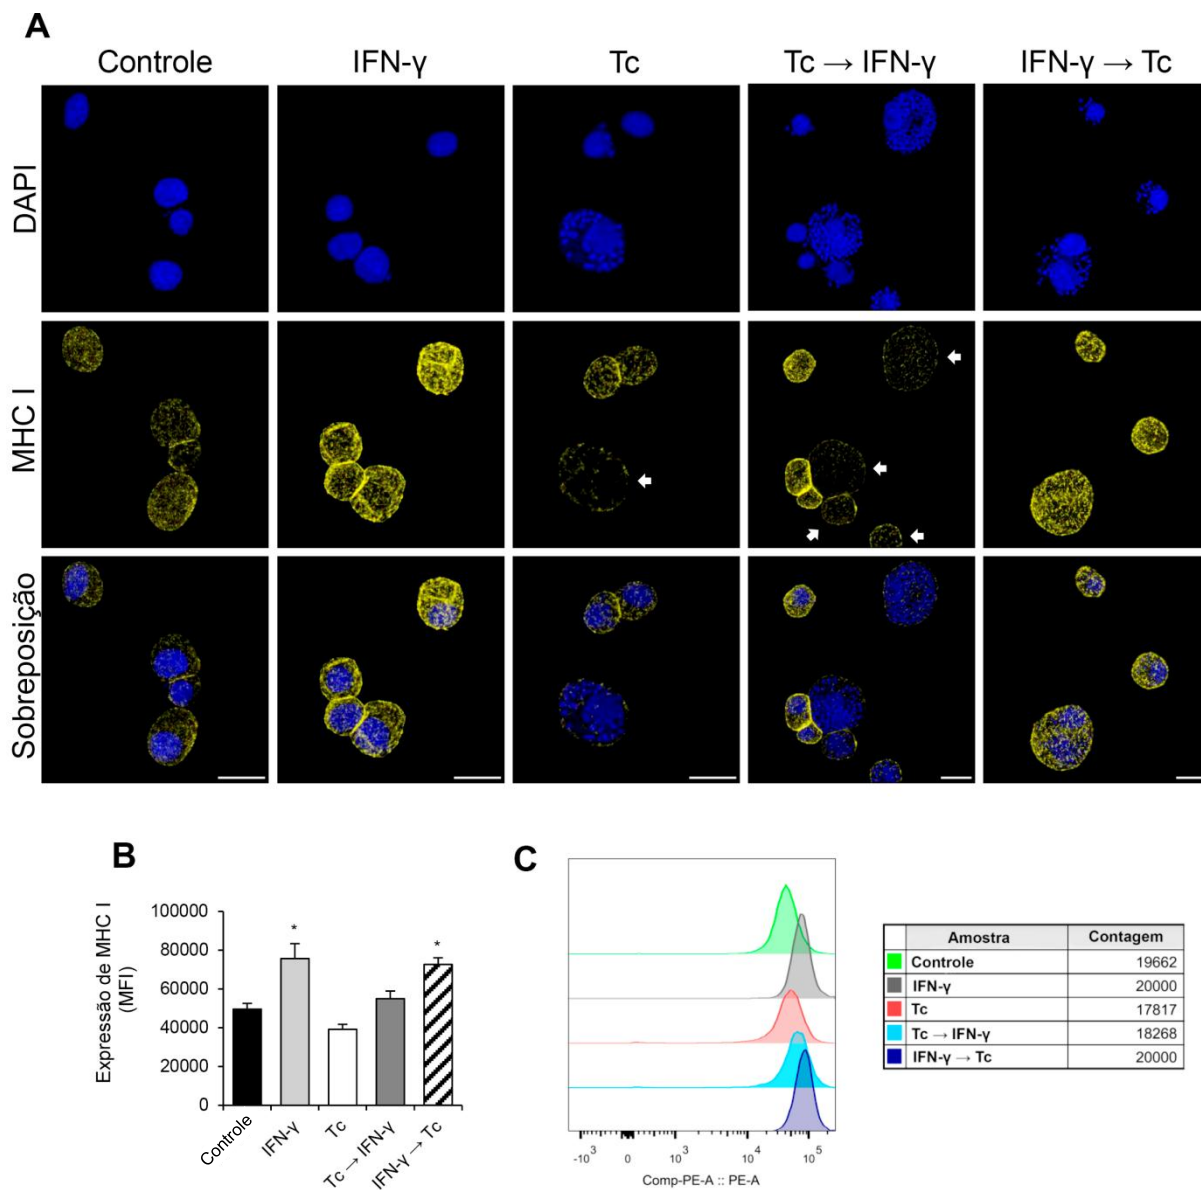 A
Controle IFN-γ Tc Tc → IFN-γ IFN-γ → Tc
DAPI
MHC I
Sobreposição
B
Expressão de MHC I
(MFI)
100000
80000
60000
40000
20000
0
* *
Controle IFN-γ Tc Tc → IFN-γ IFN-γ → Tc
C
-10³ 0 10³ 10⁴ 10⁵
Comp-PE-A :: PE-A
Amostra Contagem
Controle 19662
IFN-γ 20000
Tc 17817
Tc → IFN-γ 18268
IFN-γ → Tc 20000